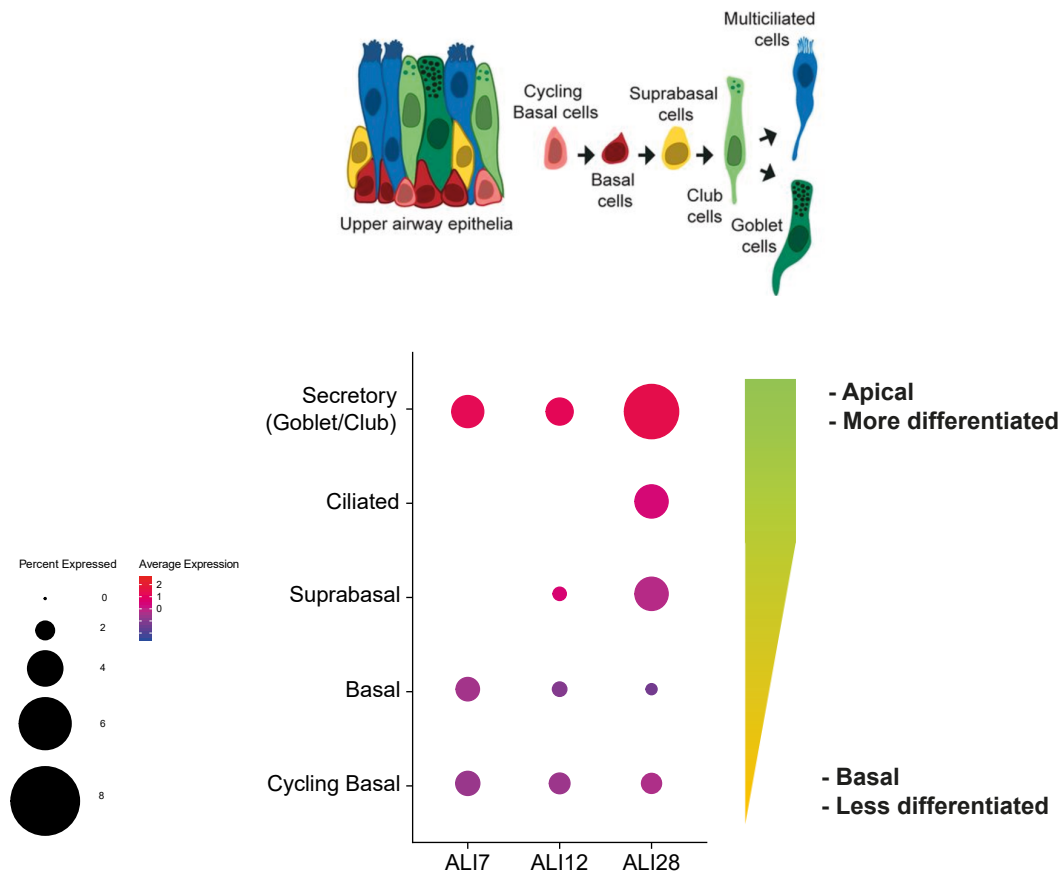 Multiciliated
cells
Cycling
Basal cells
Suprabasal
cells
Basal
cells
Club
cells
Goblet
cells
Upper airway epithelia
Secretory
(Goblet/Club)
Ciliated
Suprabasal
Basal
Cycling Basal
ALI7 ALI12 ALI28
Percent Expressed
0
2
4
6
8
Average Expression
2
1
0
- Apical
- More differentiated
- Basal
- Less differentiated